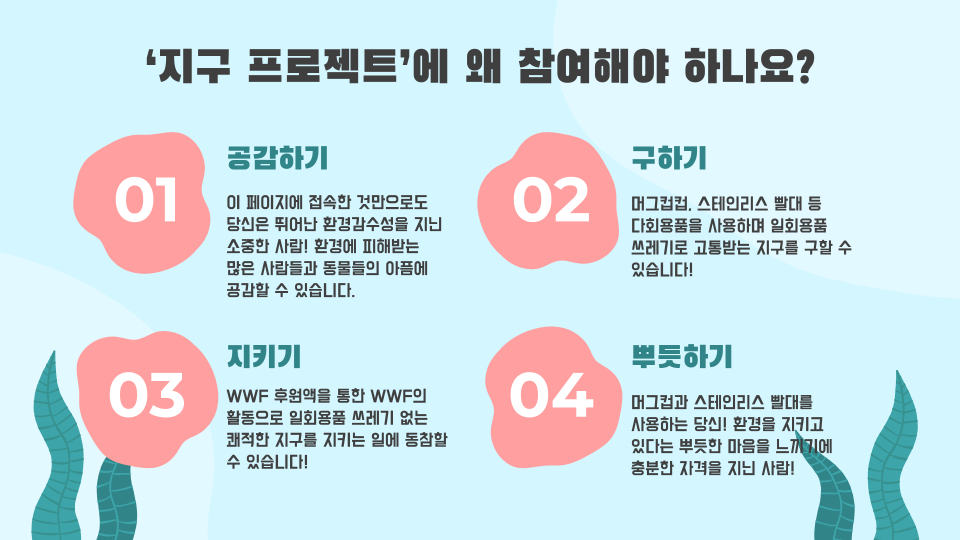 ‘지구 프로젝트’에 왜 참여해야 하나요?
01
공감하기
이 페이지에 접속한 것만으로도
당신은 뛰어난 환경감수성을 지닌
소중한 사람! 환경에 피해받는
많은 사람들과 동물들의 아픔에
공감할 수 있습니다.
02
구하기
머그컵컵, 스테인리스 빨대 등
다회용품을 사용하며 일회용품
쓰레기로 고통받는 지구를 구할 수
있습니다!
03
지키기
WWF 후원액을 통한 WWF의
활동으로 일회용품 쓰레기 없는
쾌적한 지구를 지키는 일에 동참할
수 있습니다!
04
뿌듯하기
머그컵과 스테인리스 빨대를
사용하는 당신! 환경을 지키고
있다는 뿌듯한 마음을 느끼기에
충분한 자격을 지닌 사람!